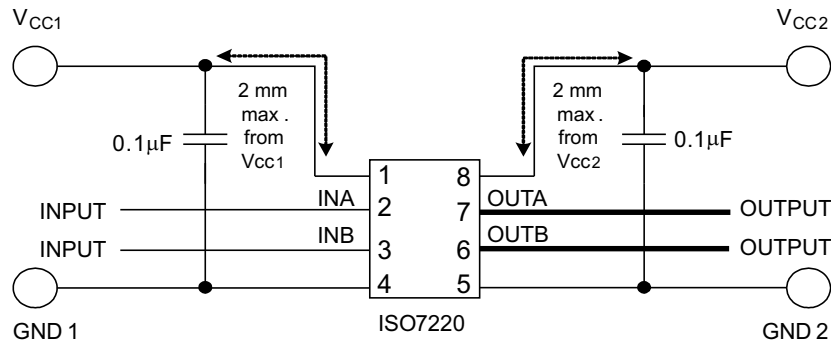 VCC1
VCC2
2 mm
max .
from
VCC1
2 mm
max .
from
VCC2
0.1μF
0.1μF
1
8
INPUT
INA
2
7
OUTA
OUTPUT
INPUT
INB
3
6
OUTB
OUTPUT
4
5
GND 1
ISO7220
GND 2